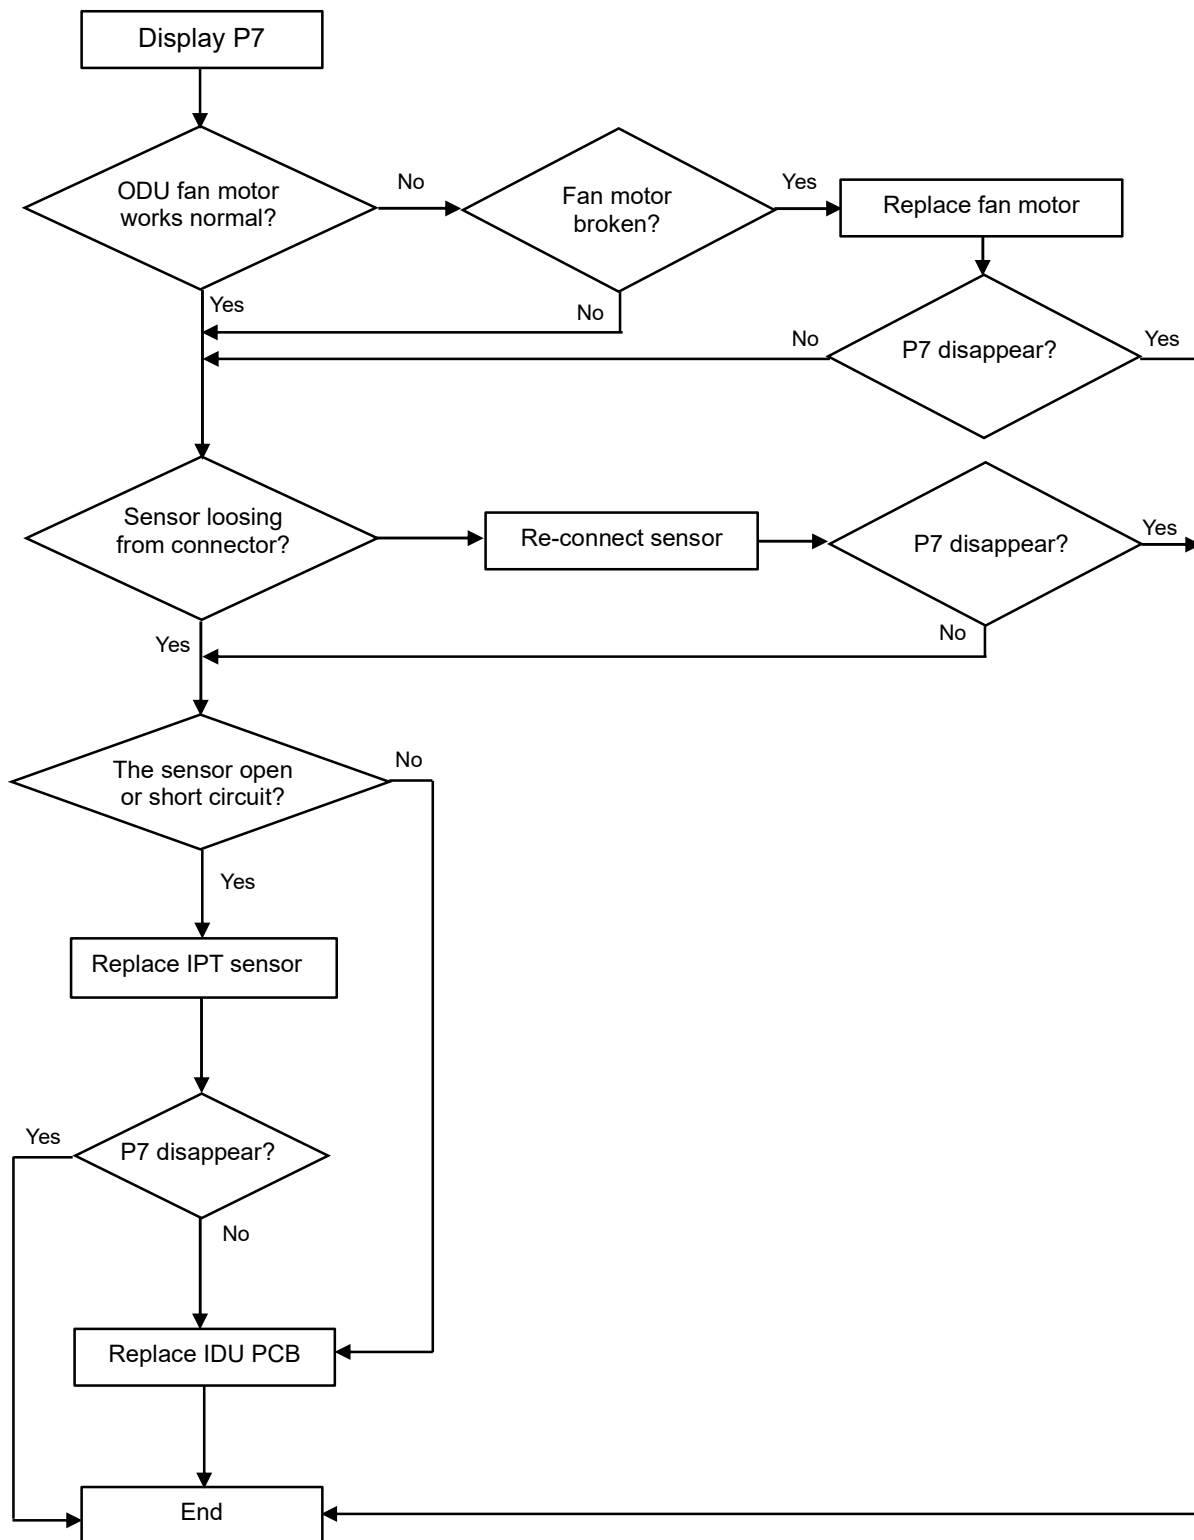 Display P7
ODU fan motor
works normal?
No
Fan motor
broken?
Yes
Replace fan motor
Yes
No
No
P7 disappear?
Yes
Sensor loosing
from connector?
Re-connect sensor
P7 disappear?
Yes
Yes
No
The sensor open
or short circuit?
No
Yes
Replace IPT sensor
Yes
P7 disappear?
No
Replace IDU PCB
End